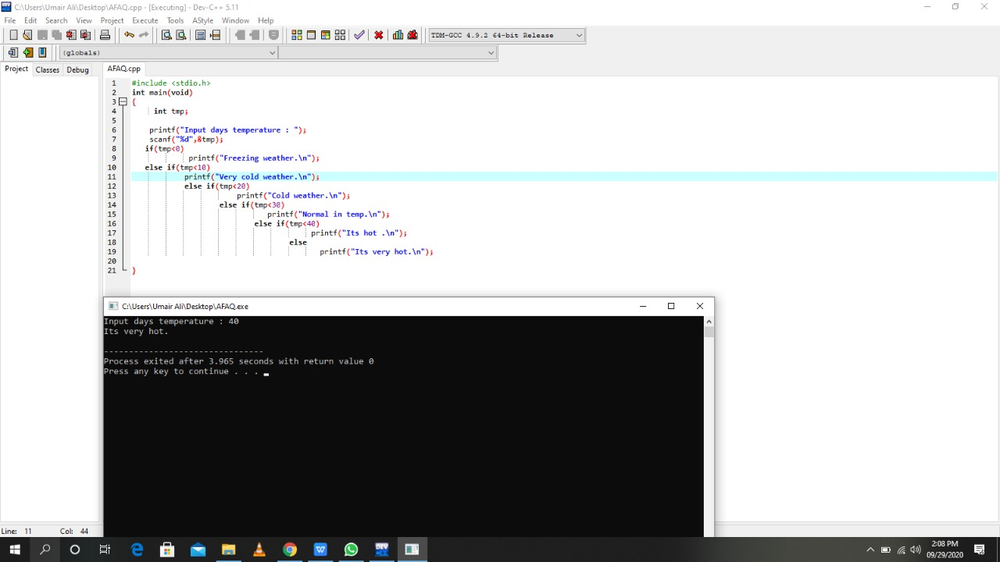 C:\Users\Umair Ali\Desktop\AFAQ.cpp - [Executing] - Dev-C++ 5.11
File Edit Search View Project Execute Tools AStyle Window Help
TDM-GCC 4.9.2 64-bit Release
(globals)
Project Classes Debug AFAQ.cpp
1 #include <stdio.h>
2 int main(void)
3 {
4 int tmp;
5
6 printf("Input days temperature : ");
7 scanf("%d",&tmp);
8 if(tmp<0)
9 printf("Freezing weather.\n");
10 else if(tmp<10)
11 printf("Very cold weather.\n");
12 else if(tmp<20)
13 printf("Cold weather.\n");
14 else if(tmp<30)
15 printf("Normal in temp.\n");
16 else if(tmp<40)
17 printf("Its hot .\n");
18 else
19 printf("Its very hot.\n");
20
21 }
C:\Users\Umair Ali\Desktop\AFAQ.exe
Input days temperature : 40
Its very hot.
--------------------------------
Process exited after 3.965 seconds with return value 0
Press any key to continue . . .
Line: 11 Col: 44
DEV
2:08 PM
09/29/2020